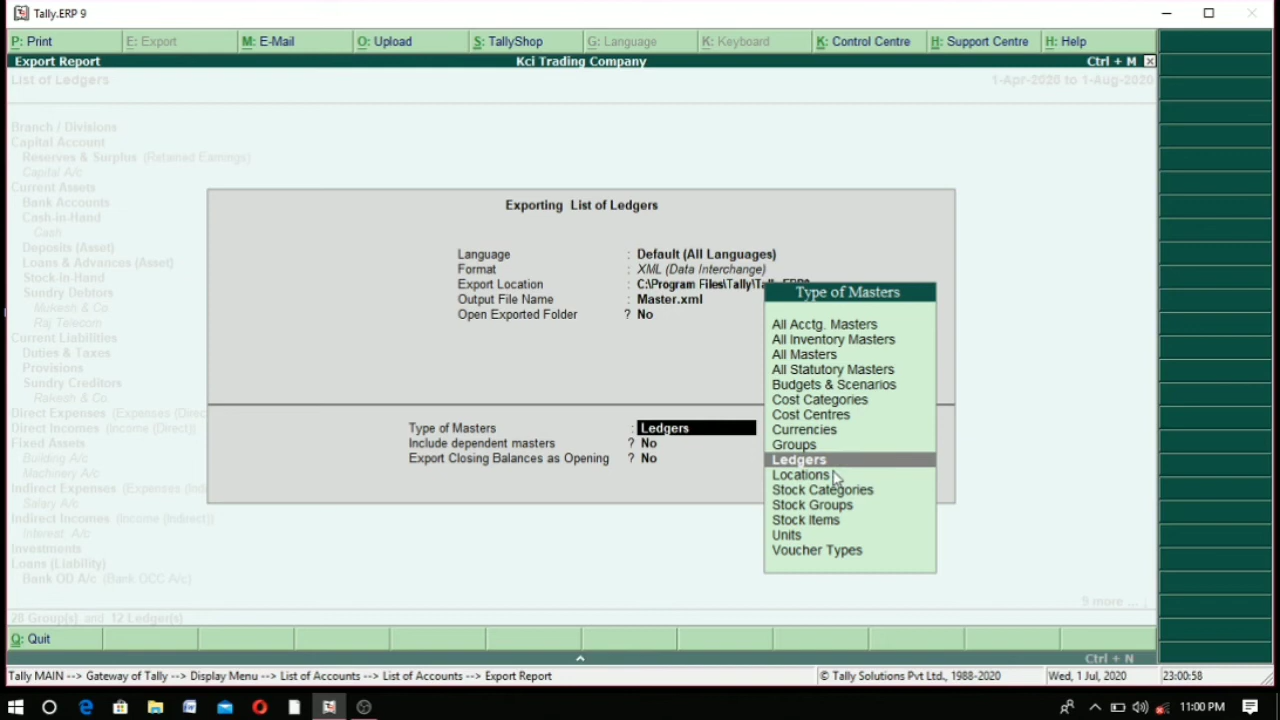 Tally.ERP 9
P: Print E: Export M: E-Mail O: Upload S: TallyShop G: Language K: Keyboard K: Control Centre H: Support Centre H: Help
Export Report Kci Trading Company Ctrl + M
List of Ledgers 1-Apr-2020 to 1-Aug-2020
Branch / Divisions
Capital Account
Reserves & Surplus (Retained Earnings)
Capital A/c
Current Assets
Bank Accounts
Cash-in-Hand
Cash
Deposits (Asset)
Loans & Advances (Asset)
Stock-in-Hand
Sundry Debtors
Mukesh & Co
Raj Telecom
Current Liabilities
Duties & Taxes
Provisions
Sundry Creditors
Rakesh & Co.
Direct Expenses (Expenses (Direc
Direct Incomes (Income (Direct))
Fixed Assets
Building A/c
Machinery A/c
Indirect Expenses (Expenses (Indi
Salary A/c
Indirect Incomes (Income (Indirect))
Interest A/c
Investments
Loans (Liability)
Bank OD A/c (Bank OCC A/c)
9 more ... ↓
28 Group(s) and 12 Ledger(s)
Exporting List of Ledgers
Language : Default (All Languages)
Format : XML (Data Interchange)
Export Location : C:\Program Files\Tally\Tally.ERP9
Output File Name : Master.xml
Open Exported Folder ? No
Type of Masters : Ledgers
Include dependent masters ? No
Export Closing Balances as Opening ? No
Type of Masters
All Acctg. Masters
All Inventory Masters
All Masters
All Statutory Masters
Budgets & Scenarios
Cost Categories
Cost Centres
Currencies
Groups
Ledgers
Locations
Stock Categories
Stock Groups
Stock Items
Units
Voucher Types
Q: Quit
Ctrl + N
Tally MAIN --> Gateway of Tally --> Display Menu --> List of Accounts --> List of Accounts --> Export Report © Tally Solutions Pvt Ltd., 1988-2020 Wed, 1 Jul, 2020 23:00:58
11:00 PM